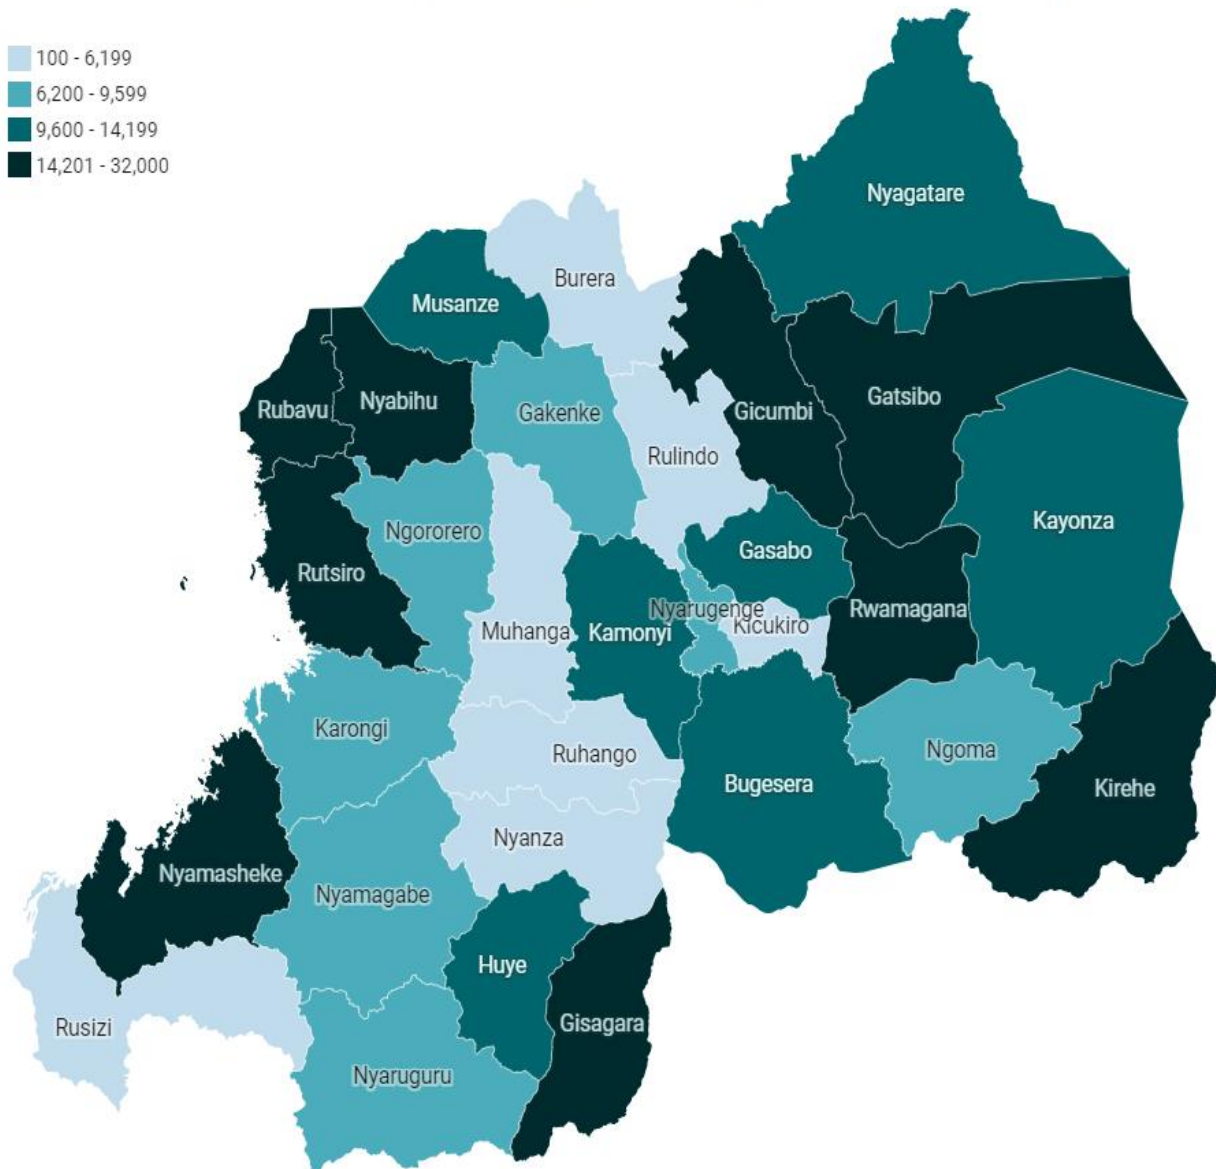 100 - 6,199
6,200 - 9,599
9,600 - 14,199
14,201 - 32,000
Nyagatare
Burera
Musanze
Rubavu
Nyabihu
Gakenke
Gicumbi
Gatsibo
Rulindo
Kayonza
Ngororero
Gasabo
Rutsiro
Nyarugenge
Rwamagana
Muhanga
Kamonyi
Kicukiro
Karongi
Ruhango
Ngoma
Bugesera
Kirehe
Nyanza
Nyamasheke
Nyamagabe
Huye
Gisagara
Rusizi
Nyaruguru